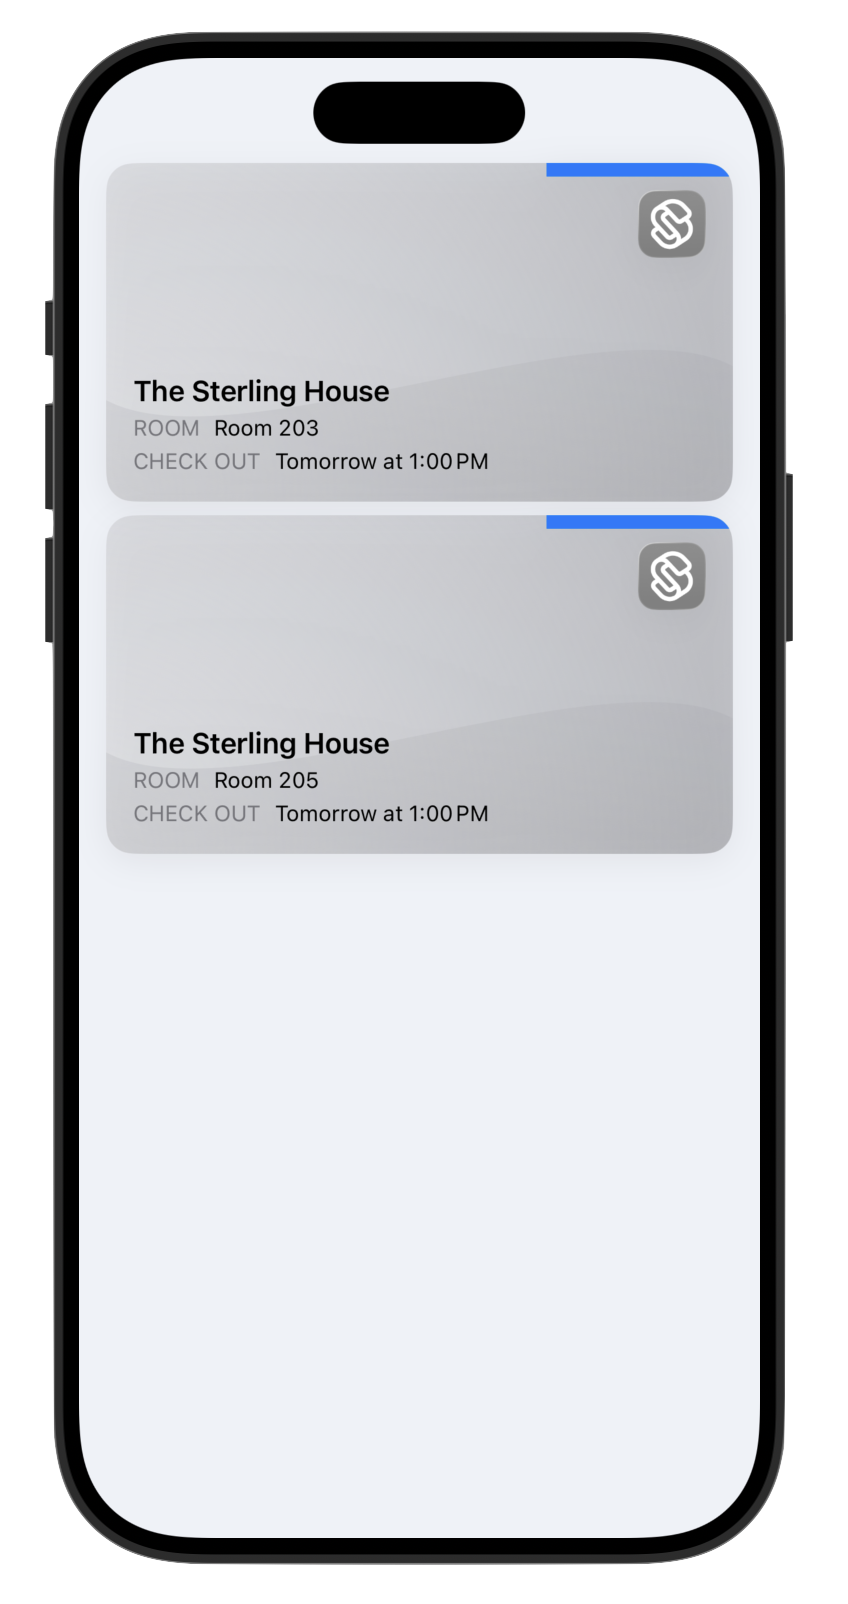 The Sterling House
ROOM Room 203
CHECK OUT Tomorrow at 1:00 PM
The Sterling House
ROOM Room 205
CHECK OUT Tomorrow at 1:00 PM